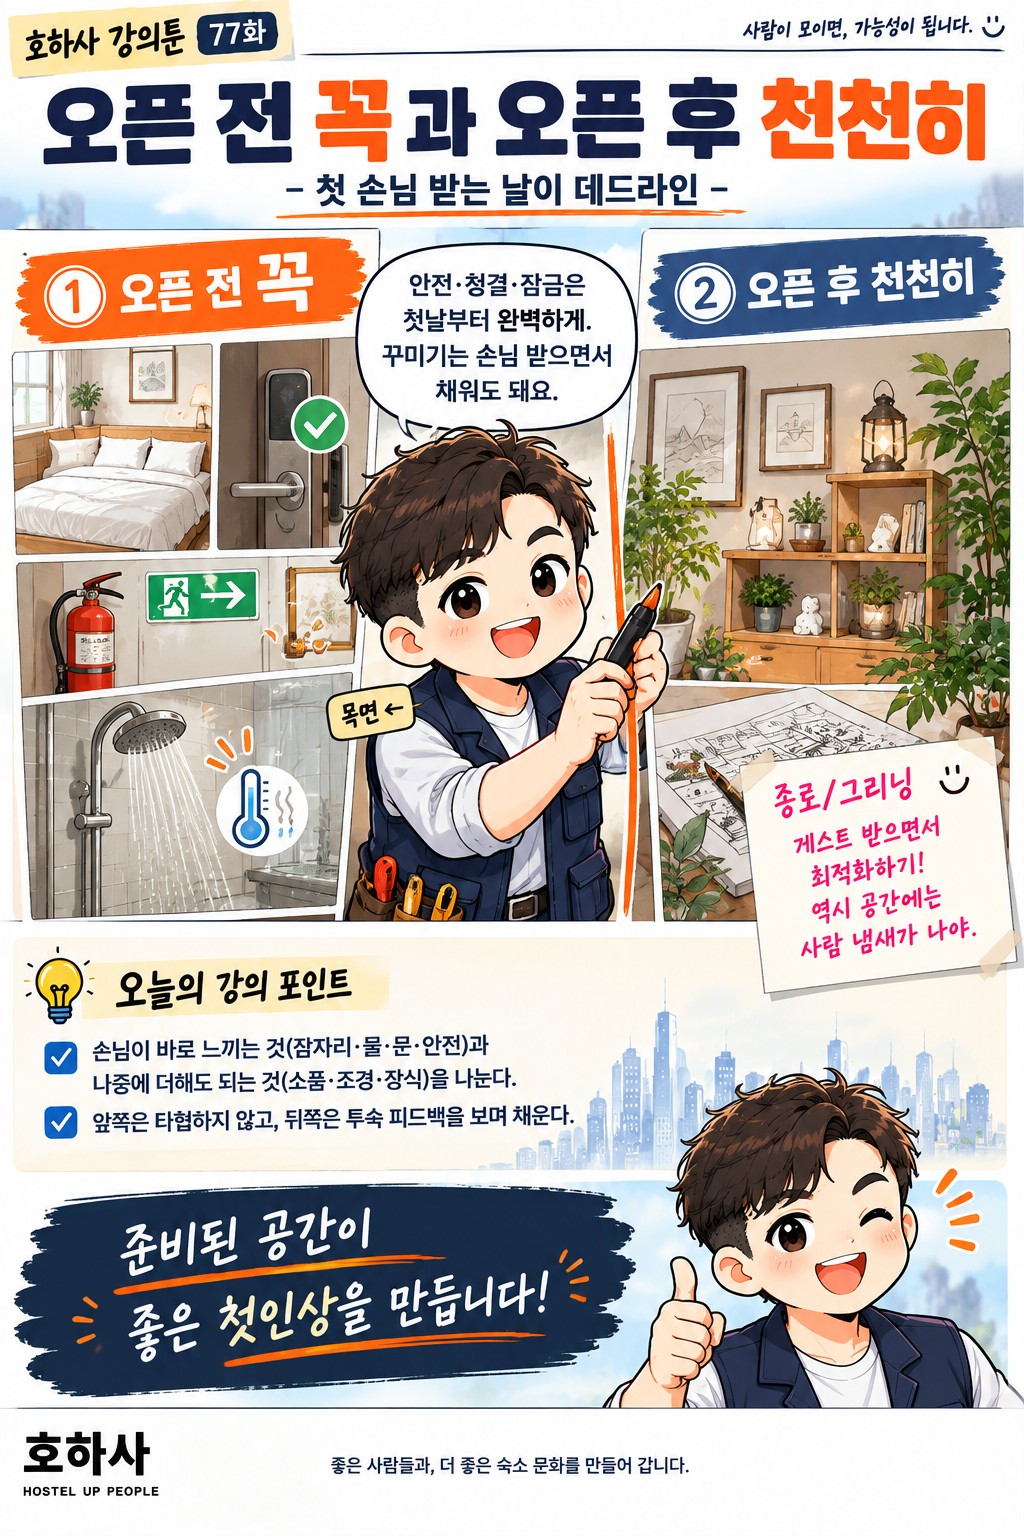 호하사 강의툰 77화
사람이 모이면, 가능성이 됩니다.
오픈 전 꼭과 오픈 후 천천히
– 첫 손님 받는 날이 데드라인 –
1 오픈 전 꼭
안전·청결·잠금은
첫날부터 완벽하게.
꾸미기는 손님 받으면서
채워도 돼요.
2 오픈 후 천천히
목면 ←
종로/그리닝
게스트 받으면서
최적화하기!
역시 공간에는
사람 냄새가 나야.
오늘의 강의 포인트
손님이 바로 느끼는 것(잠자리·물·문·안전)과
나중에 더해도 되는 것(소품·조경·장식)을 나눈다.
앞쪽은 타협하지 않고, 뒤쪽은 투숙 피드백을 보며 채운다.
준비된 공간이
좋은 첫인상을 만듭니다!
호하사
HOSTEL UP PEOPLE
좋은 사람들과, 더 좋은 숙소 문화를 만들어 갑니다.